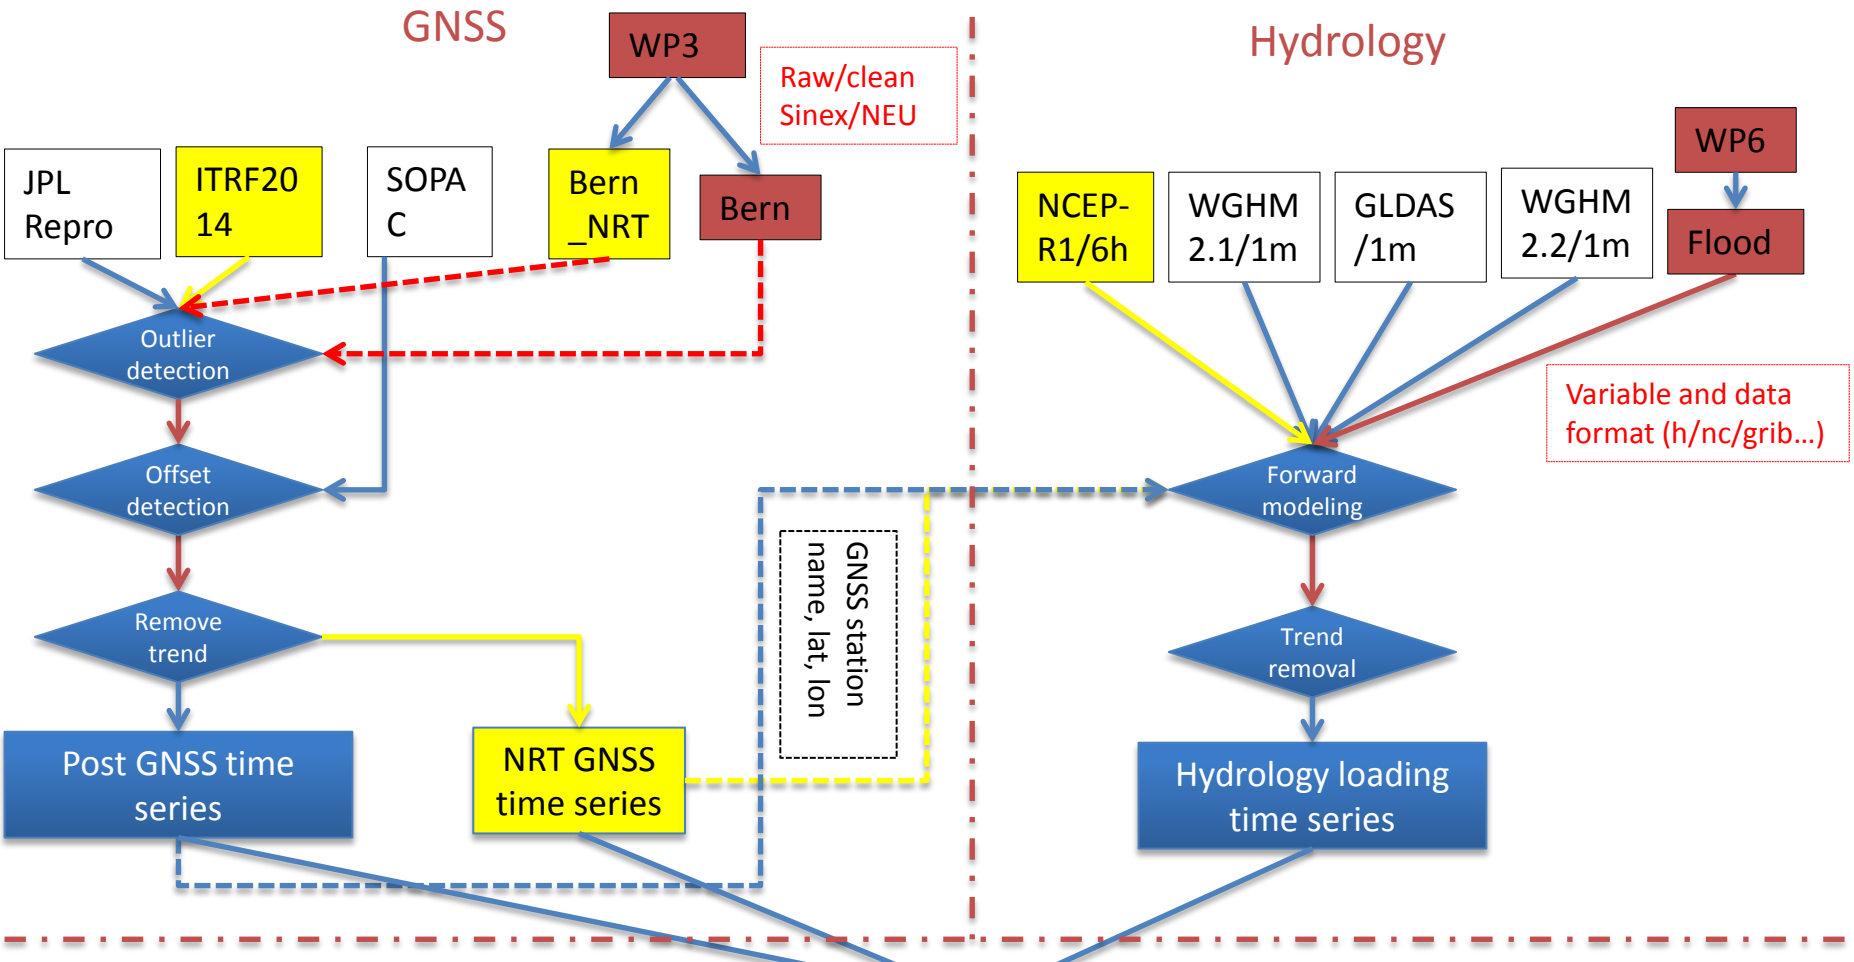 GNSS
WP3
Raw/clean
Sinex/NEU
JPL
Repro
ITRF20
14
SOPA
C
Bern
_NRT
Bern
Outlier
detection
Offset
detection
Remove
trend
Post GNSS time
series
NRT GNSS
time series
GNSS station
name, lat, lon
Hydrology
WP6
NCEP-
R1/6h
WGHM
2.1/1m
GLDAS
/1m
WGHM
2.2/1m
Flood
Variable and data
format (h/nc/grib…)
Forward
modeling
Trend
removal
Hydrology loading
time series